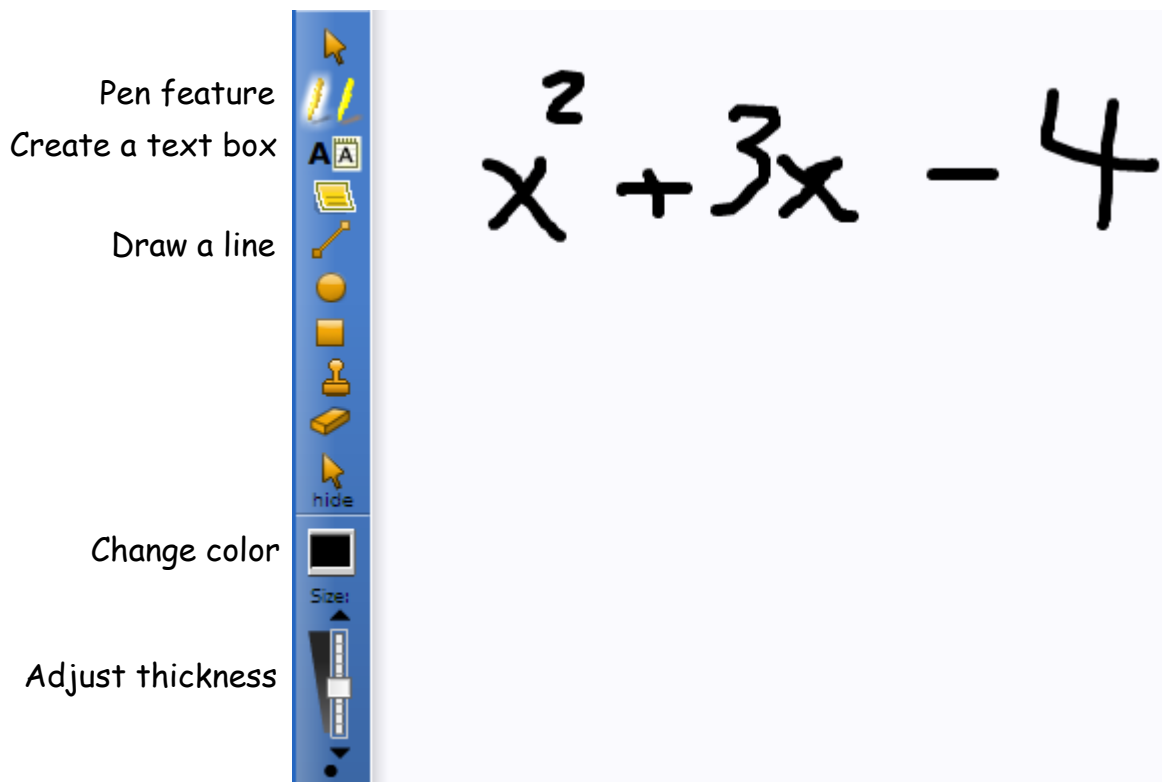 x² + 3x - 4
Pen feature
Create a text box
A A
Draw a line
hide
Change color
Size:
Adjust thickness